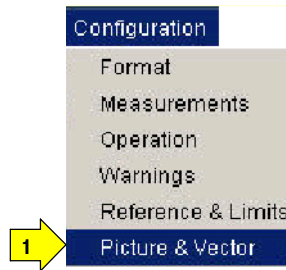 Configuration
Format
Measurements
Operation
Warnings
Reference & Limits
1 Picture & Vector